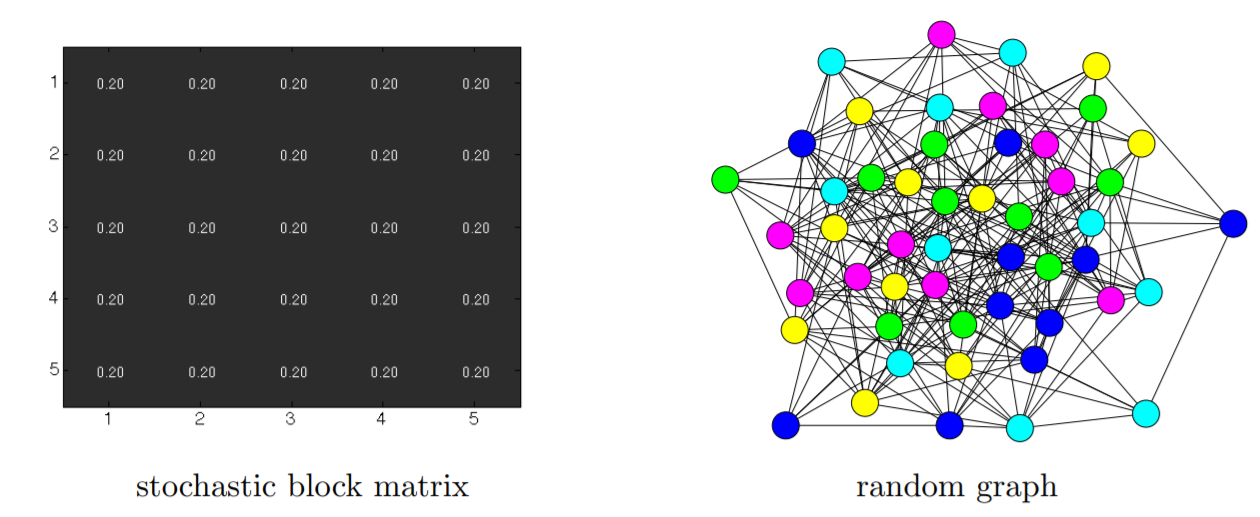 1 0.20 0.20 0.20 0.20 0.20
2 0.20 0.20 0.20 0.20 0.20
3 0.20 0.20 0.20 0.20 0.20
4 0.20 0.20 0.20 0.20 0.20
5 0.20 0.20 0.20 0.20 0.20
1 2 3 4 5
stochastic block matrix
random graph